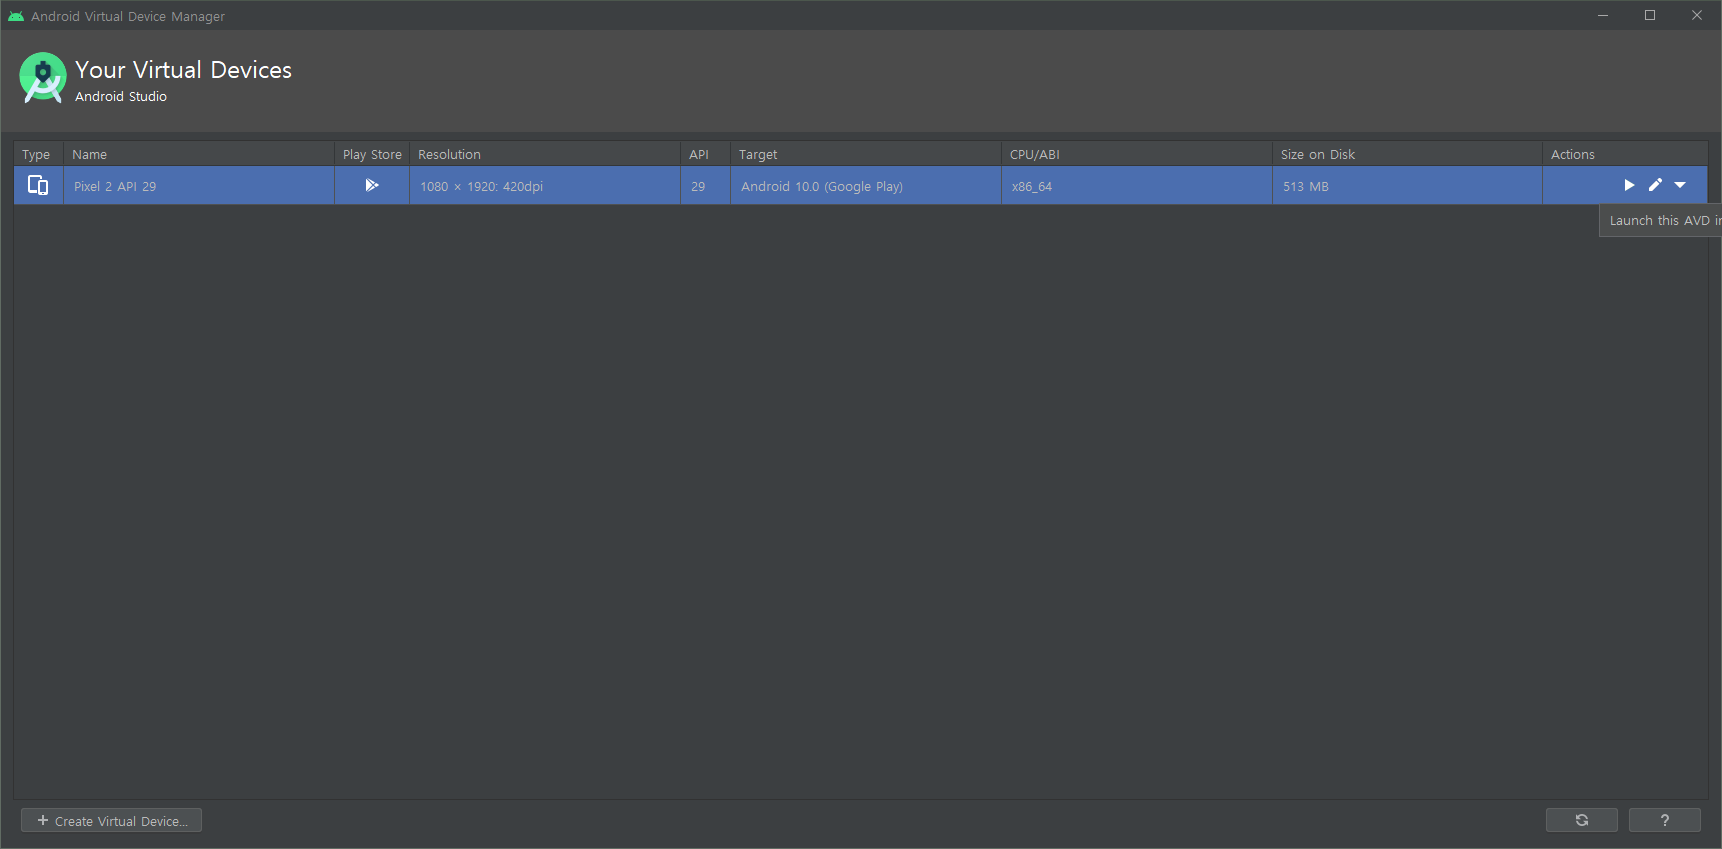 Android Virtual Device Manager
Your Virtual Devices
Android Studio
Type Name Play Store Resolution API Target CPU/ABI Size on Disk Actions
Pixel 2 API 29 1080 × 1920: 420dpi 29 Android 10.0 (Google Play) x86_64 513 MB
Launch this AVD in
+ Create Virtual Device...
?